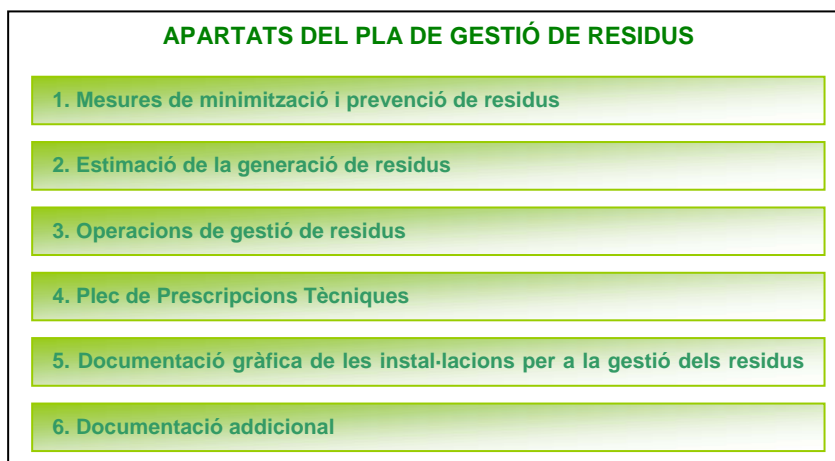 APARTATS DEL PLA DE GESTIÓ DE RESIDUS
1. Mesures de minimització i prevenció de residus
2. Estimació de la generació de residus
3. Operacions de gestió de residus
4. Plec de Prescripcions Tècniques
5. Documentació gràfica de les instal·lacions per a la gestió dels residus
6. Documentació addicional